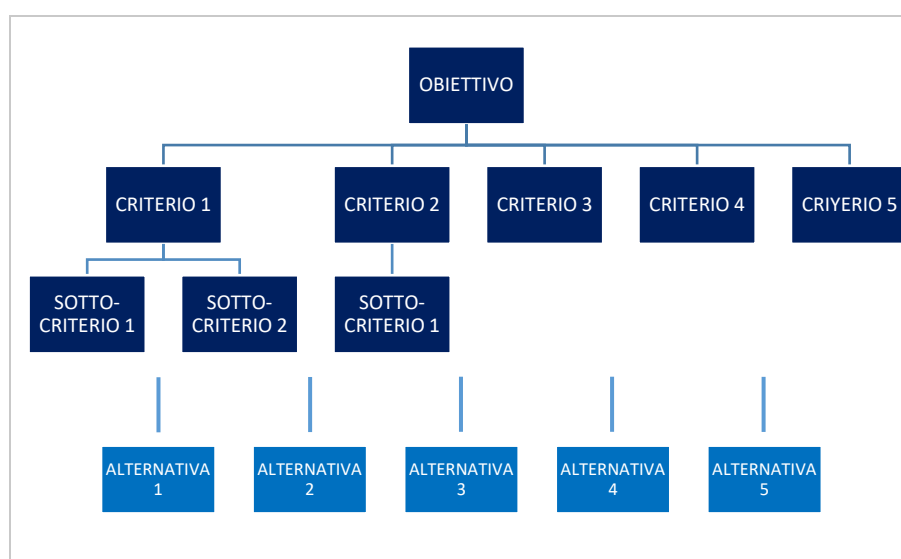 OBIETTIVO
CRITERIO 1
CRITERIO 2
CRITERIO 3
CRITERIO 4
CRIYERIO 5
SOTTO-
CRITERIO 1
SOTTO-
CRITERIO 2
SOTTO-
CRITERIO 1
ALTERNATIVA
1
ALTERNATIVA
2
ALTERNATIVA
3
ALTERNATIVA
4
ALTERNATIVA
5